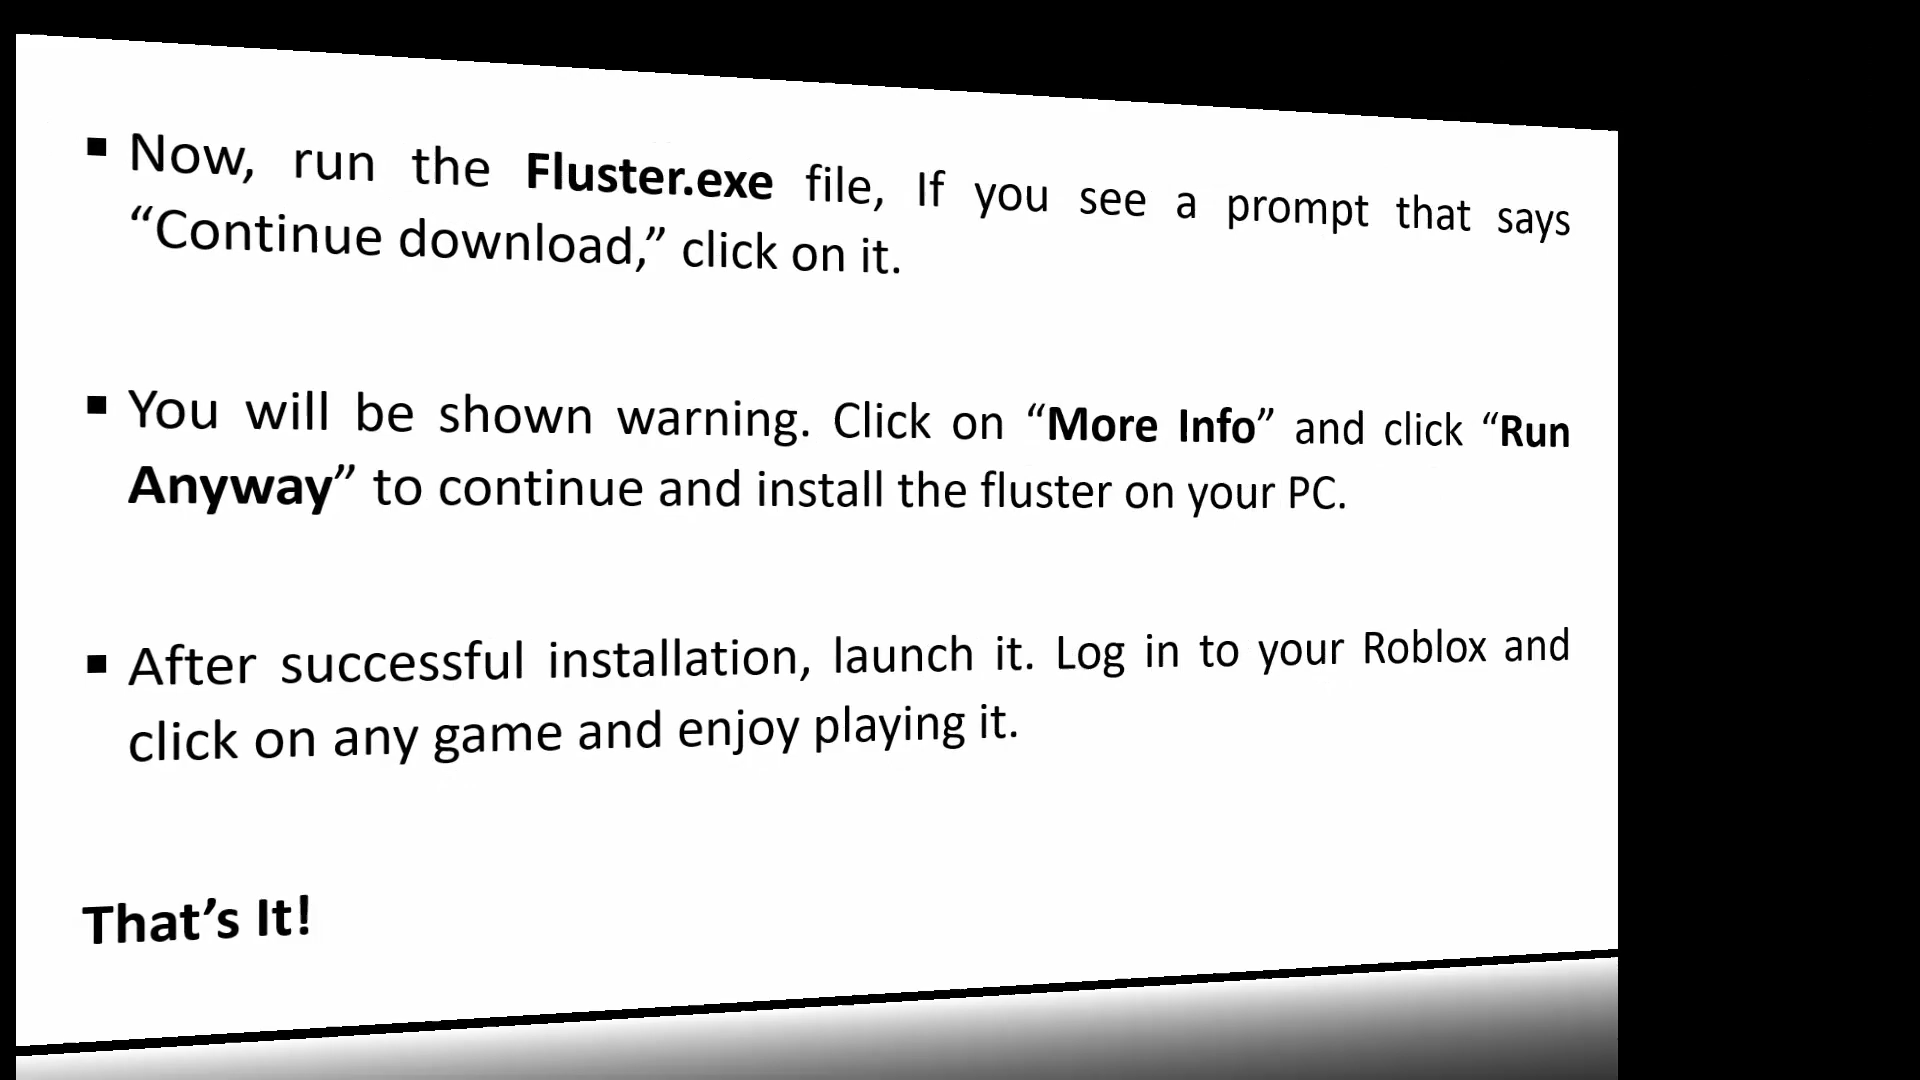 ▪ Now, run the Fluster.exe file, If you see a prompt that says
“Continue download,” click on it.
▪ You will be shown warning. Click on “More Info” and click “Run
Anyway” to continue and install the fluster on your PC.
▪ After successful installation, launch it. Log in to your Roblox and
click on any game and enjoy playing it.
That’s It!